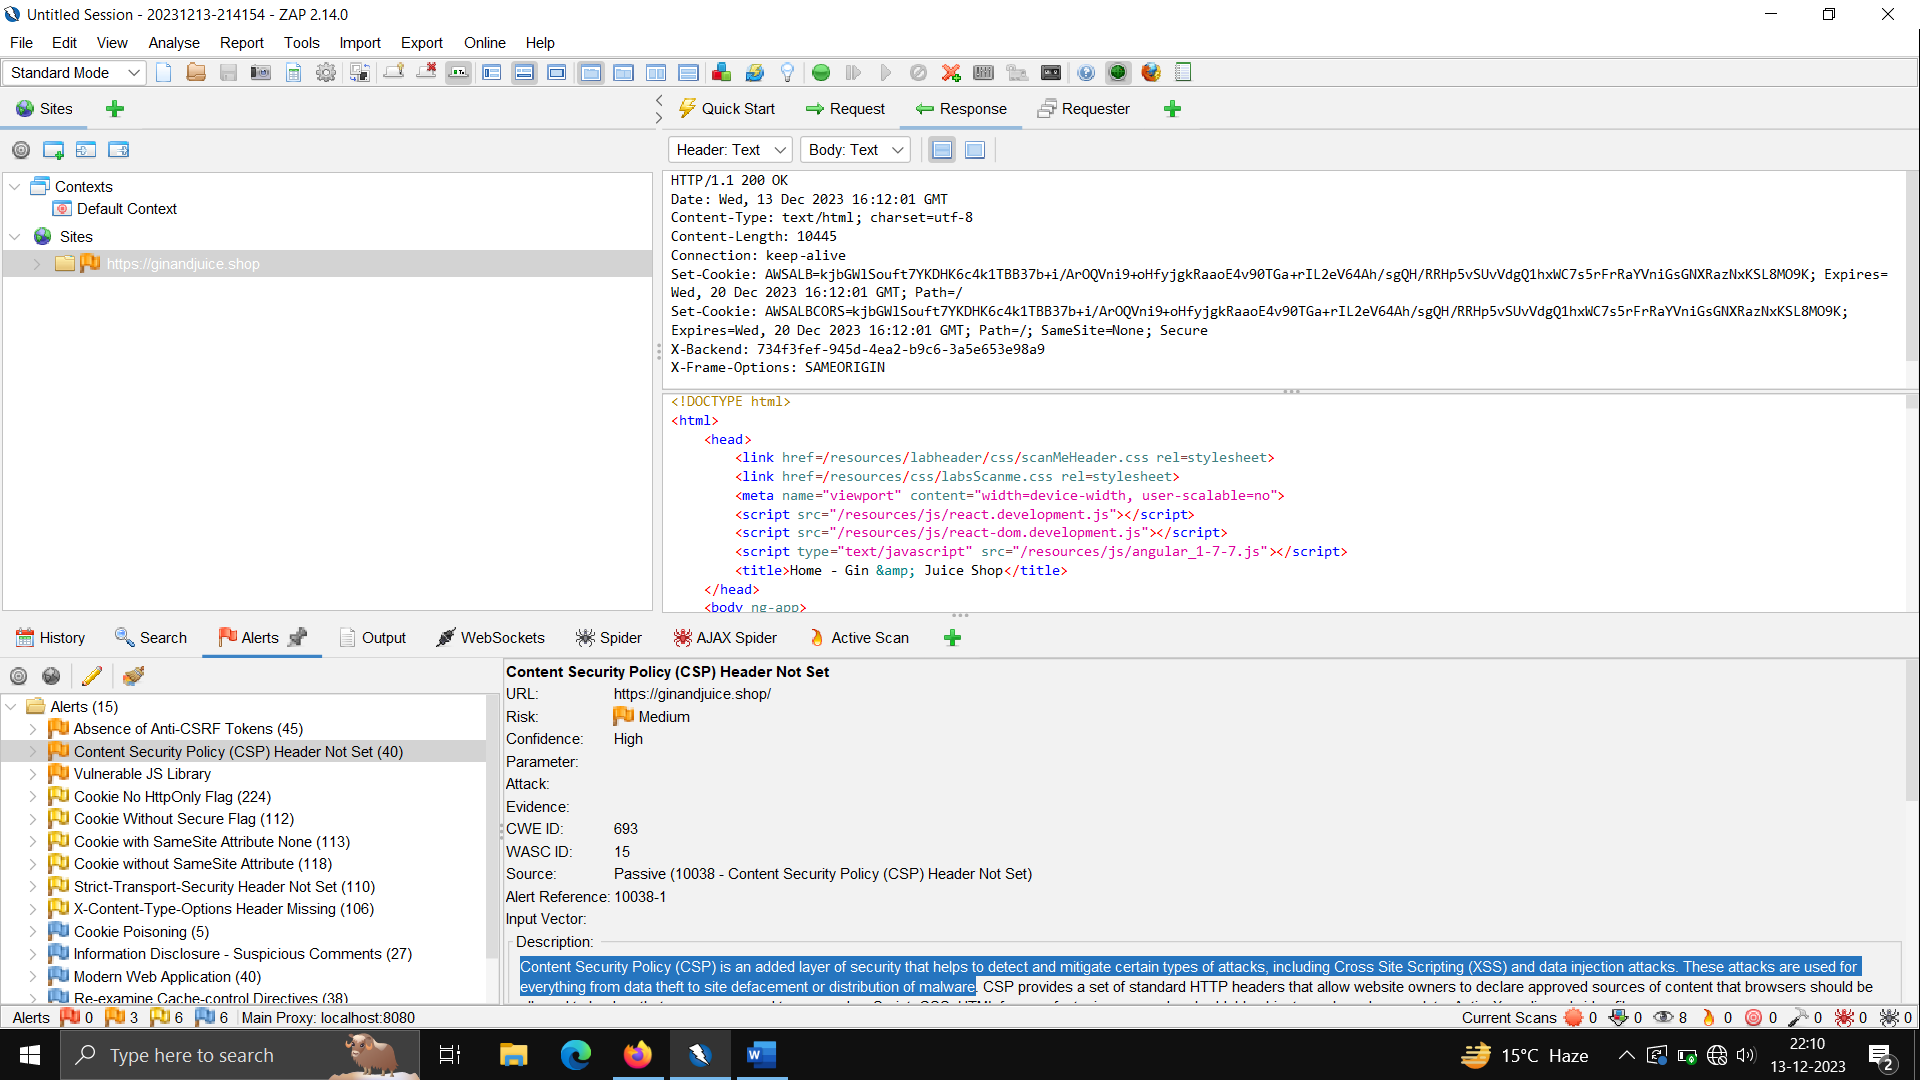 Untitled Session - 20231213-214154 - ZAP 2.14.0
File Edit View Analyse Report Tools Import Export Online Help
Standard Mode
Sites
Quick Start Request Response Requester
Header: Text Body: Text
Contexts
Default Context
Sites
https://ginandjuice.shop
HTTP/1.1 200 OK
Date: Wed, 13 Dec 2023 16:12:01 GMT
Content-Type: text/html; charset=utf-8
Content-Length: 10445
Connection: keep-alive
Set-Cookie: AWSALB=kjbGWlSouft7YKDHK6c4k1TBB37b+i/ArOQVni9+oHfyjgkRaaoE4v90TGa+rIL2eV64Ah/sgQH/RRHp5vSUvVdgQ1hxWC7s5rFrRaYVniGsGNXRazNxKSL8MO9K; Expires=
Wed, 20 Dec 2023 16:12:01 GMT; Path=/
Set-Cookie: AWSALBCORS=kjbGWlSouft7YKDHK6c4k1TBB37b+i/ArOQVni9+oHfyjgkRaaoE4v90TGa+rIL2eV64Ah/sgQH/RRHp5vSUvVdgQ1hxWC7s5rFrRaYVniGsGNXRazNxKSL8MO9K;
Expires=Wed, 20 Dec 2023 16:12:01 GMT; Path=/; SameSite=None; Secure
X-Backend: 734f3fef-945d-4ea2-b9c6-3a5e653e98a9
X-Frame-Options: SAMEORIGIN
<!DOCTYPE html>
<html>
<head>
<link href=/resources/labheader/css/scanMeHeader.css rel=stylesheet>
<link href=/resources/css/labsScanme.css rel=stylesheet>
<meta name="viewport" content="width=device-width, user-scalable=no">
<script src="/resources/js/react.development.js"></script>
<script src="/resources/js/react-dom.development.js"></script>
<script type="text/javascript" src="/resources/js/angular_1-7-7.js"></script>
<title>Home - Gin &amp; Juice Shop</title>
</head>
<body ng-app>
History Search Alerts Output WebSockets Spider AJAX Spider Active Scan
Alerts (15)
Absence of Anti-CSRF Tokens (45)
Content Security Policy (CSP) Header Not Set (40)
Vulnerable JS Library
Cookie No HttpOnly Flag (224)
Cookie Without Secure Flag (112)
Cookie with SameSite Attribute None (113)
Cookie without SameSite Attribute (118)
Strict-Transport-Security Header Not Set (110)
X-Content-Type-Options Header Missing (106)
Cookie Poisoning (5)
Information Disclosure - Suspicious Comments (27)
Modern Web Application (40)
Re-examine Cache-control Directives (38)
Content Security Policy (CSP) Header Not Set
URL: https://ginandjuice.shop/
Risk: Medium
Confidence: High
Parameter:
Attack:
Evidence:
CWE ID: 693
WASC ID: 15
Source: Passive (10038 - Content Security Policy (CSP) Header Not Set)
Alert Reference: 10038-1
Input Vector:
Description:
Content Security Policy (CSP) is an added layer of security that helps to detect and mitigate certain types of attacks, including Cross Site Scripting (XSS) and data injection attacks. These attacks are used for
everything from data theft to site defacement or distribution of malware. CSP provides a set of standard HTTP headers that allow website owners to declare approved sources of content that browsers should be
Alerts 0 3 6 6 Main Proxy: localhost:8080
Current Scans 0 0 8 0 0 0 0 0
Type here to search
15°C Haze
22:10
13-12-2023
2